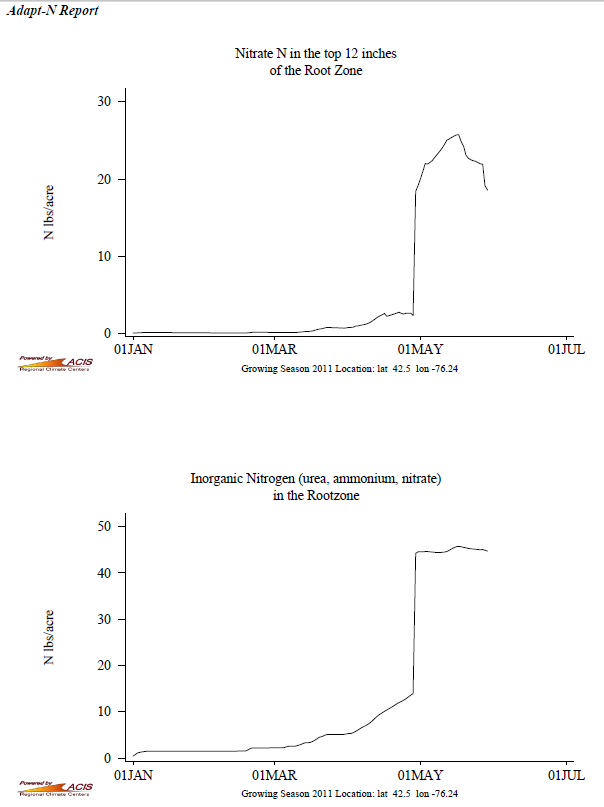 Adapt-N Report
Nitrate N in the top 12 inches
of the Root Zone
30
20
10
0
N lbs/acre
01JAN 01MAR 01MAY 01JUL
Powered by ACIS
Regional Climate Centers
Growing Season 2011 Location: lat 42.5 lon -76.24
Inorganic Nitrogen (urea, ammonium, nitrate)
in the Rootzone
50
40
30
20
10
0
N lbs/acre
01JAN 01MAR 01MAY 01JUL
Powered by ACIS
Regional Climate Centers
Growing Season 2011 Location: lat 42.5 lon -76.24